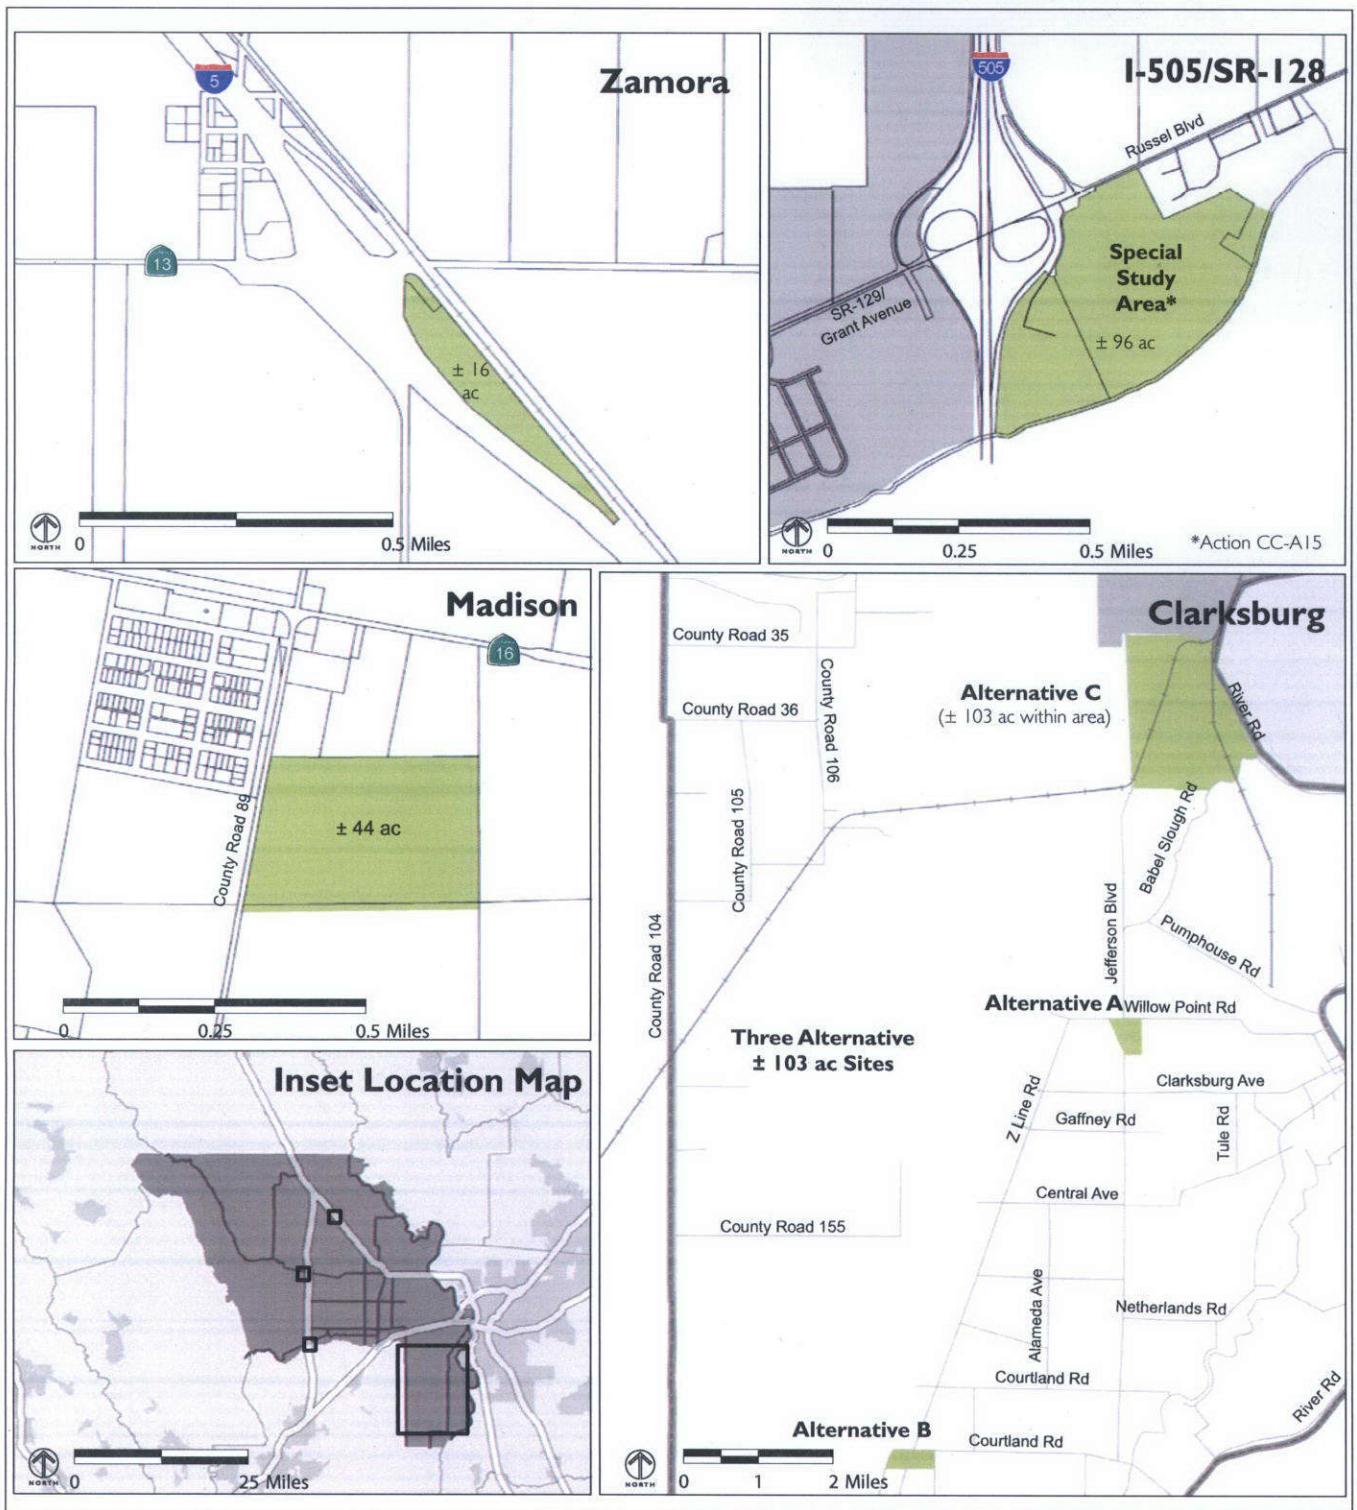 Zamora
5
13
± 16
ac
NORTH
0
0.5 Miles
I-505/SR-128
505
Russel Blvd
Special
Study
Area*
± 96 ac
SR-129/
Grant Avenue
NORTH
0
0.25
0.5 Miles
*Action CC-A15
Madison
16
County Road 89
± 44 ac
0
0.25
0.5 Miles
Clarksburg
County Road 35
County Road 36
County Road 106
County Road 105
County Road 104
Alternative C
(± 103 ac within area)
River Rd
Babel Slough Rd
Jefferson Blvd
Pumphouse Rd
Alternative A
Willow Point Rd
Three Alternative
± 103 ac Sites
Clarksburg Ave
Z Line Rd
Gaffney Rd
Tule Rd
Central Ave
County Road 155
Alameda Ave
Netherlands Rd
Courtland Rd
River Rd
Alternative B
Courtland Rd
NORTH
0
1
2 Miles
Inset Location Map
NORTH
0
25 Miles